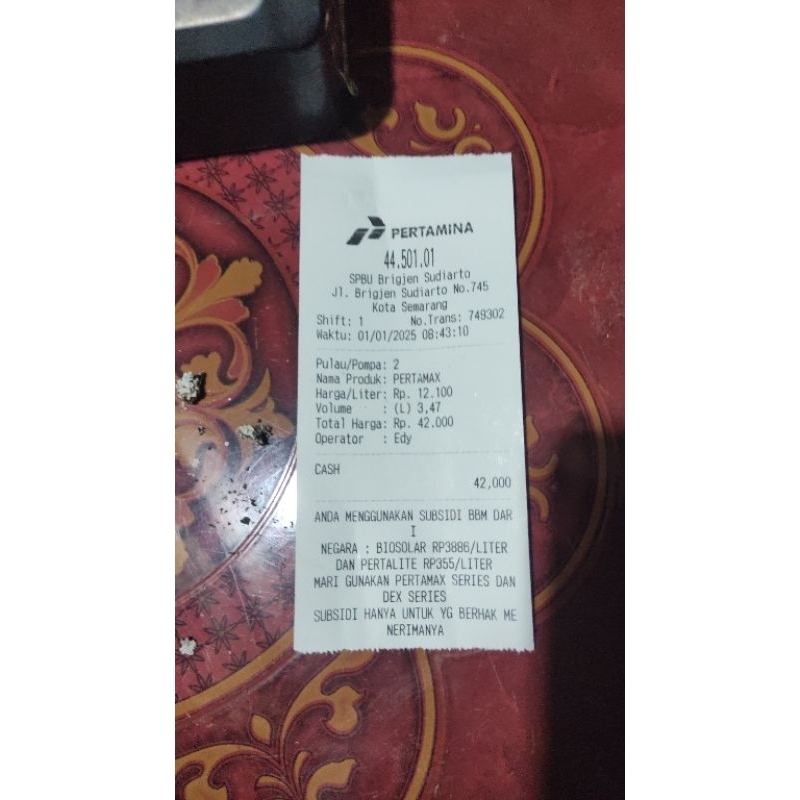 PERTAMINA
44.501.01
SPBU Brigjen Sudiarto
Jl. Brigjen Sudiarto No.745
Kota Semarang
Shift: 1 No.Trans: 749302
Waktu: 01/01/2025 08:43:10
Pulau/Pompa: 2
Nama Produk: PERTAMAX
Harga/Liter: Rp. 12.100
Volume : (L) 3,47
Total Harga: Rp. 42.000
Operator : Edy
CASH
42,000
ANDA MENGGUNAKAN SUBSIDI BBM DAR
I
NEGARA : BIOSOLAR RP3886/LITER
DAN PERTALITE RP355/LITER
MARI GUNAKAN PERTAMAX SERIES DAN
DEX SERIES
SUBSIDI HANYA UNTUK YG BERHAK ME
NERIMANYA